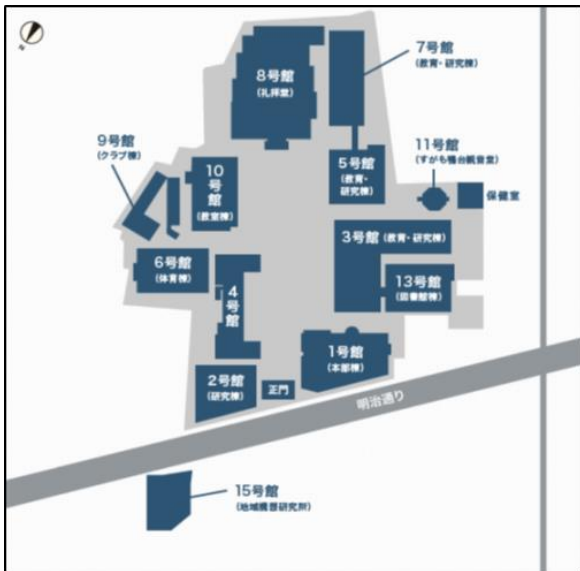 N
7号館
(教育・研究棟)
8号館
(礼拝堂)
9号館
(クラブ棟)
11号館
(すがも鴨台観音堂)
10
号
館
(教室棟)
5号館
(教育・
研究棟)
保健室
3号館 (教育・研究棟)
6号館
(体育棟)
4
号
館
13号館
(図書館棟)
1号館
(本部棟)
2号館
(研究棟)
正門
明治通り
15号館
(地域構想研究所)